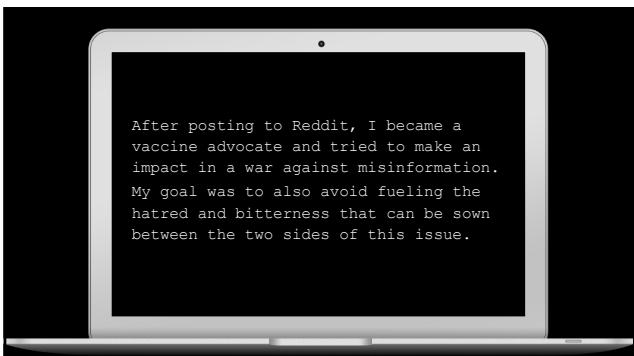 After posting to Reddit, I became a
vaccine advocate and tried to make an
impact in a war against misinformation.
My goal was to also avoid fueling the
hatred and bitterness that can be sown
between the two sides of this issue.